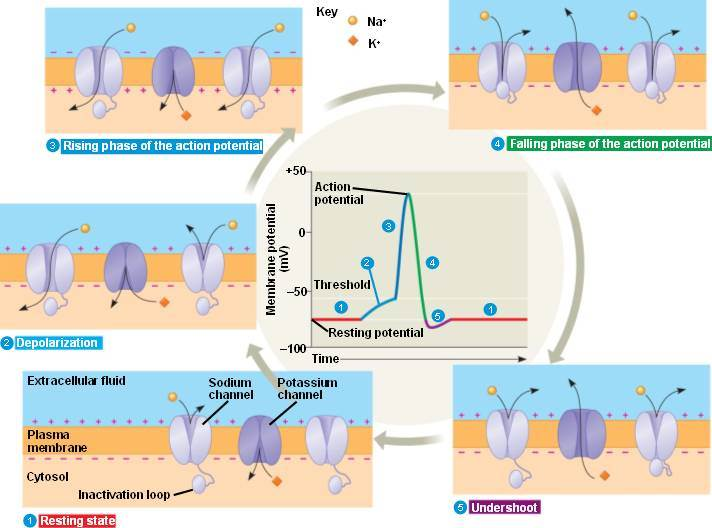 Key
Na+
K+
3 Rising phase of the action potential
4 Falling phase of the action potential
+50
Action
potential
0
Membrane potential
(mV)
3
2
4
–50
Threshold
1
5
1
Resting potential
–100
Time
2 Depolarization
Extracellular fluid
Sodium
channel
Potassium
channel
Plasma
membrane
Cytosol
Inactivation loop
1 Resting state
5 Undershoot